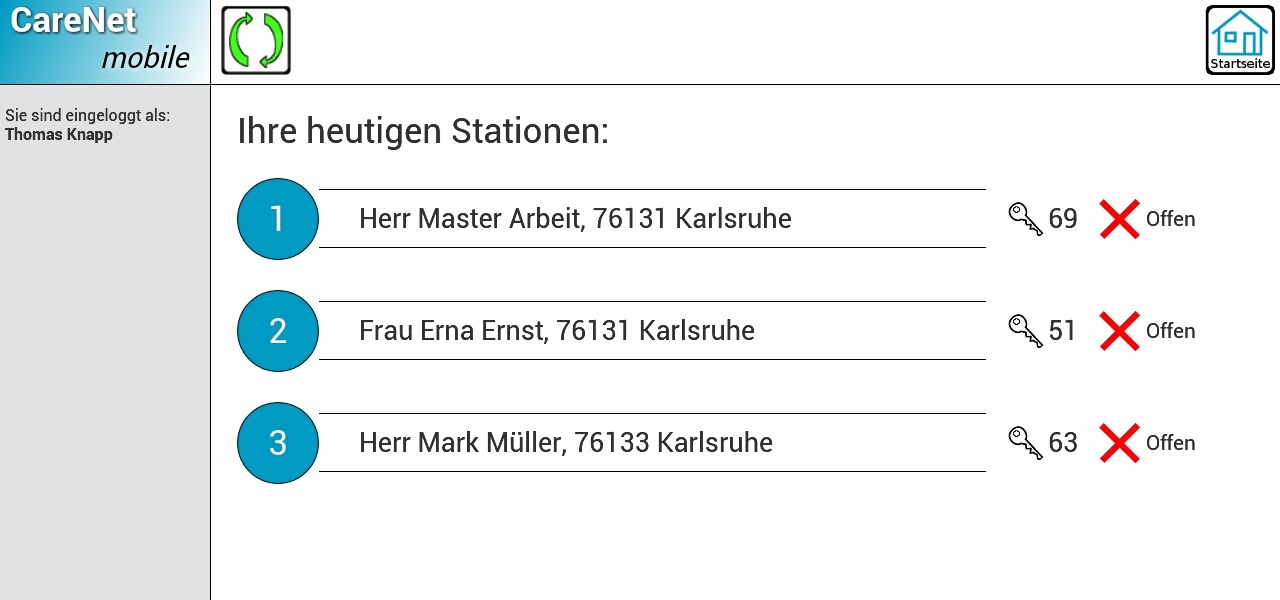 CareNet
mobile
Startseite
Sie sind eingeloggt als:
Thomas Knapp
Ihre heutigen Stationen:
1 Herr Master Arbeit, 76131 Karlsruhe 69 Offen
2 Frau Erna Ernst, 76131 Karlsruhe 51 Offen
3 Herr Mark Müller, 76133 Karlsruhe 63 Offen